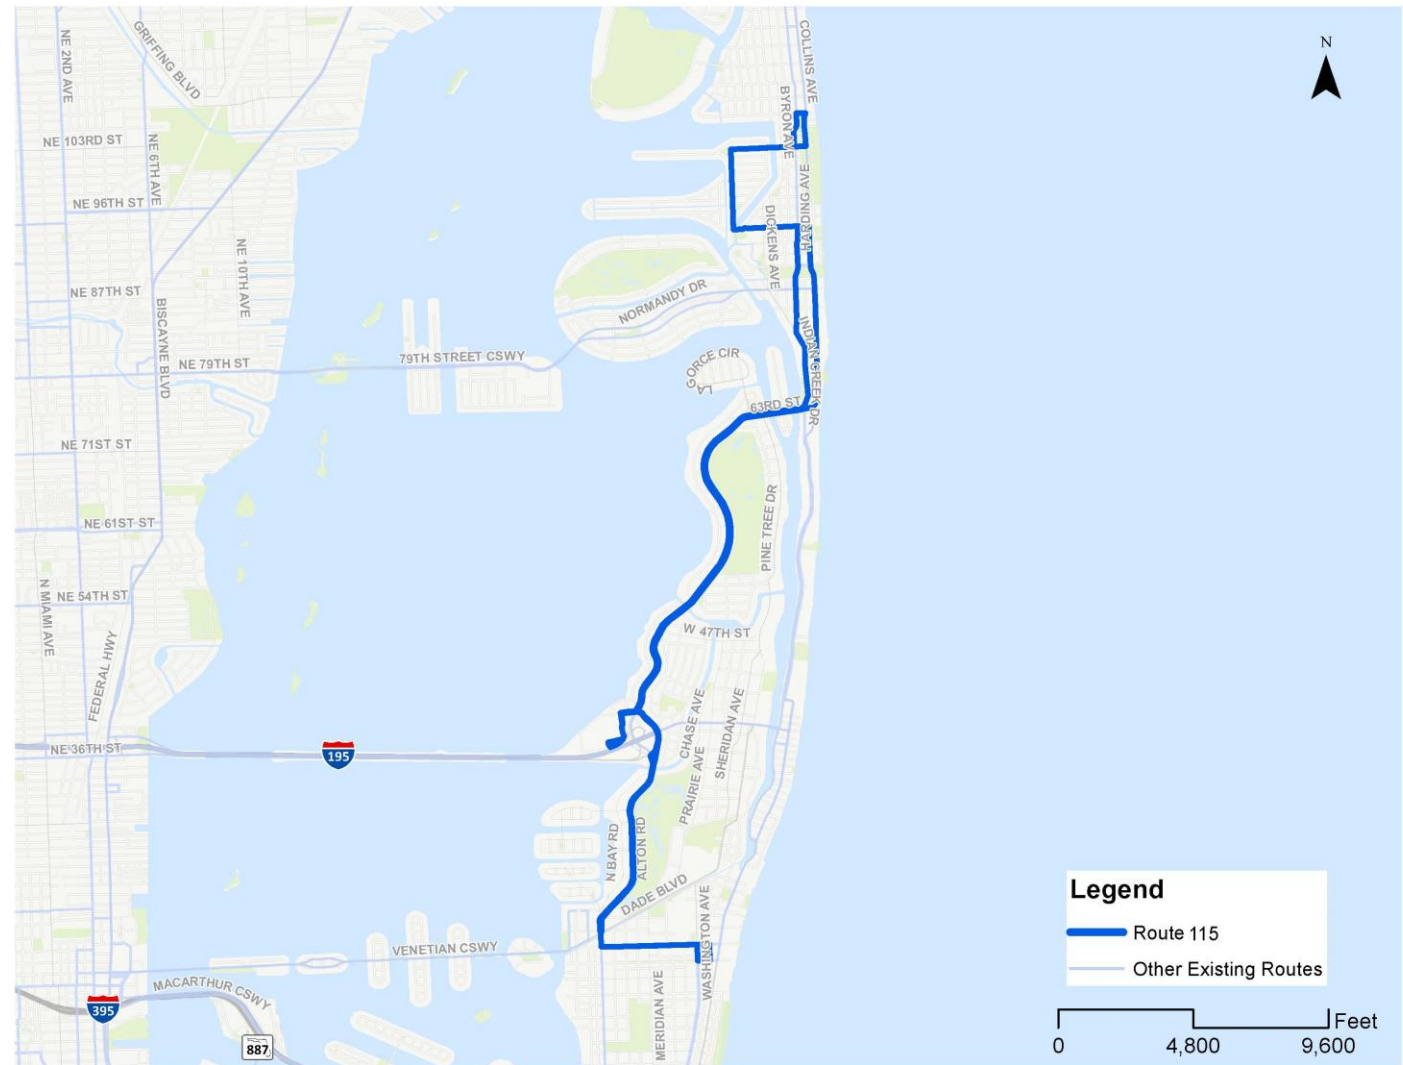 N
COLLINS AVE
GRIFFING BLVD
NE 2ND AVE
BYRON AVE
NE 103RD ST
NE 6TH AVE
HARDING AVE
NE 96TH ST
DICKENS AVE
NE 10TH AVE
NE 87TH ST
NORMANDY DR
BISCAYNE BLVD
INDIAN CREEK DR
79TH STREET CSWY
NE 79TH ST
LA GORCE CIR
63RD ST
NE 71ST ST
PINE TREE DR
NE 61ST ST
N MIAMI AVE
NE 54TH ST
W 47TH ST
FEDERAL HWY
CHASE AVE
SHERIDAN AVE
NE 36TH ST
195
PRAIRIE AVE
N BAY RD
ALTON RD
DADE BLVD
WASHINGTON AVE
VENETIAN CSWY
MACARTHUR CSWY
MERIDIAN AVE
395
887
Legend
Route 115
Other Existing Routes
Feet
0 4,800 9,600